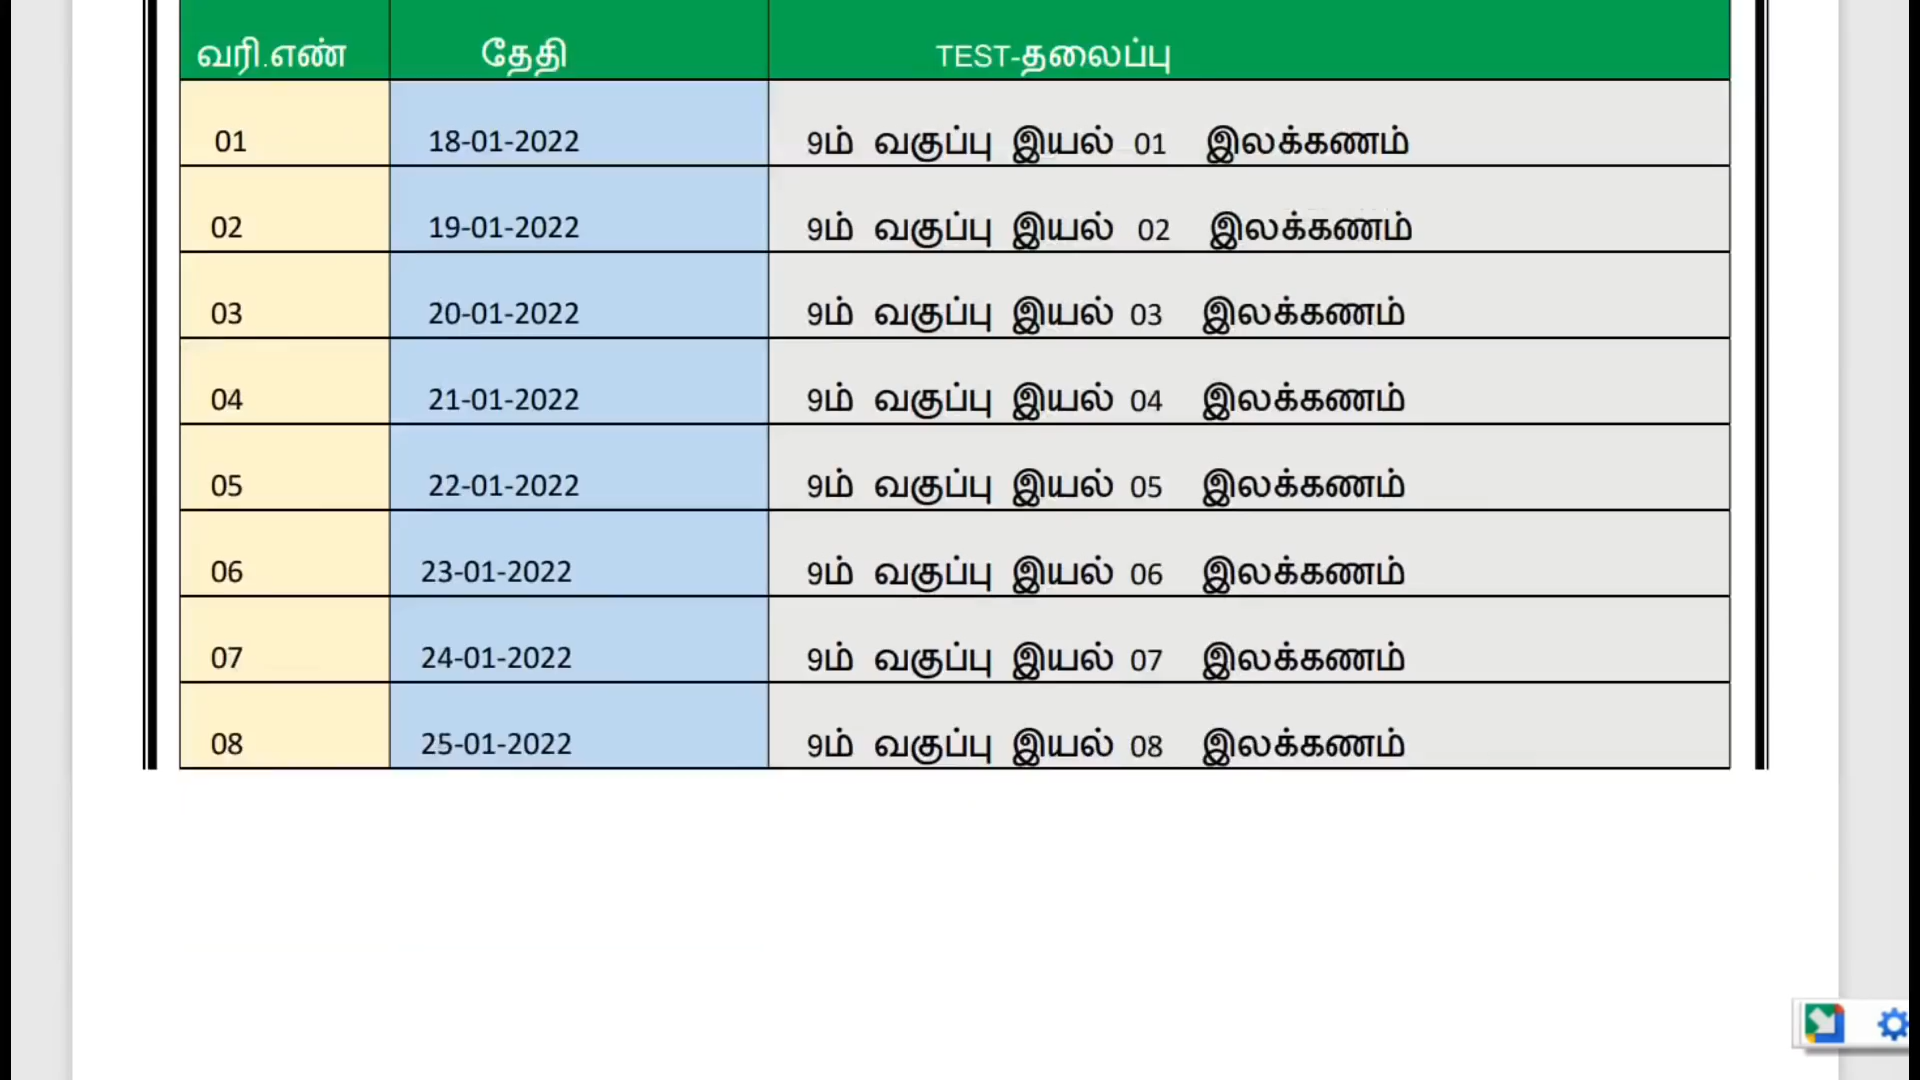 வரி.எண் தேதி TEST-தலைப்பு
01 18-01-2022 9ம் வகுப்பு இயல் 01 இலக்கணம்
02 19-01-2022 9ம் வகுப்பு இயல் 02 இலக்கணம்
03 20-01-2022 9ம் வகுப்பு இயல் 03 இலக்கணம்
04 21-01-2022 9ம் வகுப்பு இயல் 04 இலக்கணம்
05 22-01-2022 9ம் வகுப்பு இயல் 05 இலக்கணம்
06 23-01-2022 9ம் வகுப்பு இயல் 06 இலக்கணம்
07 24-01-2022 9ம் வகுப்பு இயல் 07 இலக்கணம்
08 25-01-2022 9ம் வகுப்பு இயல் 08 இலக்கணம்